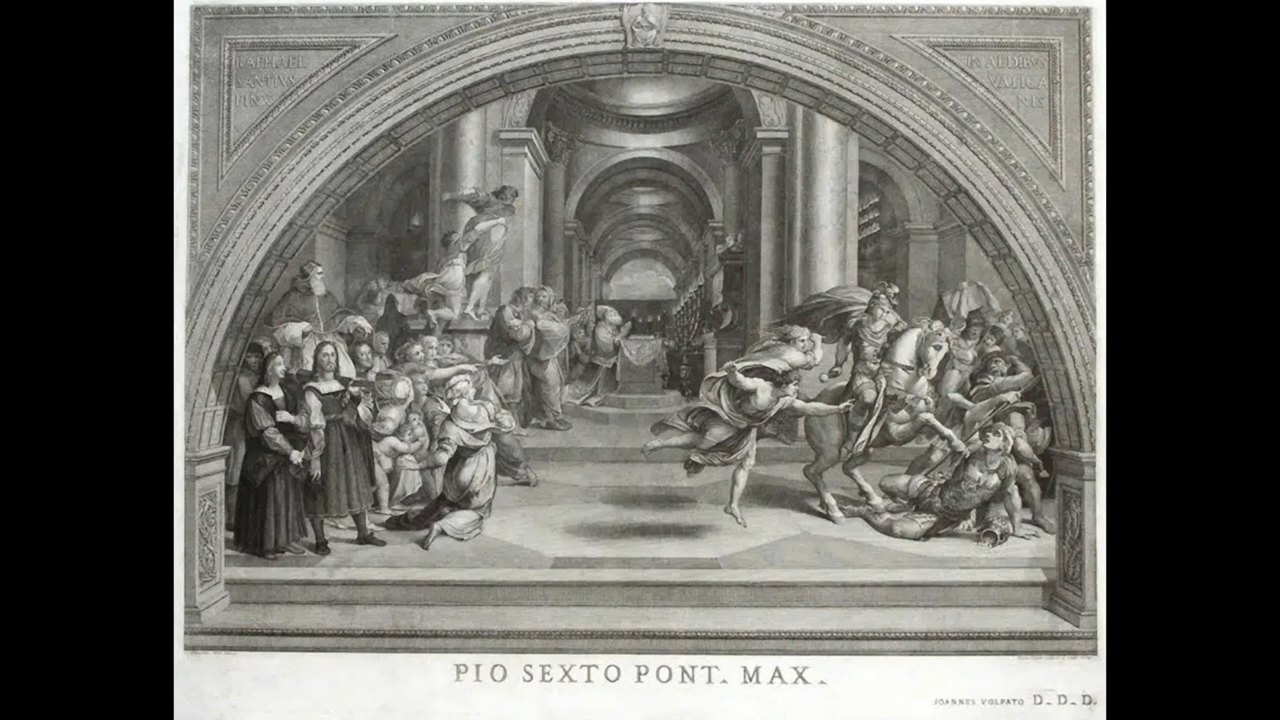 RAPHAEL
SANTIVS
PINX
IN AEDIBVS
VATICA
NIS
PIO SEXTO PONT. MAX.
JOANNES VOLPATO D. D. D.